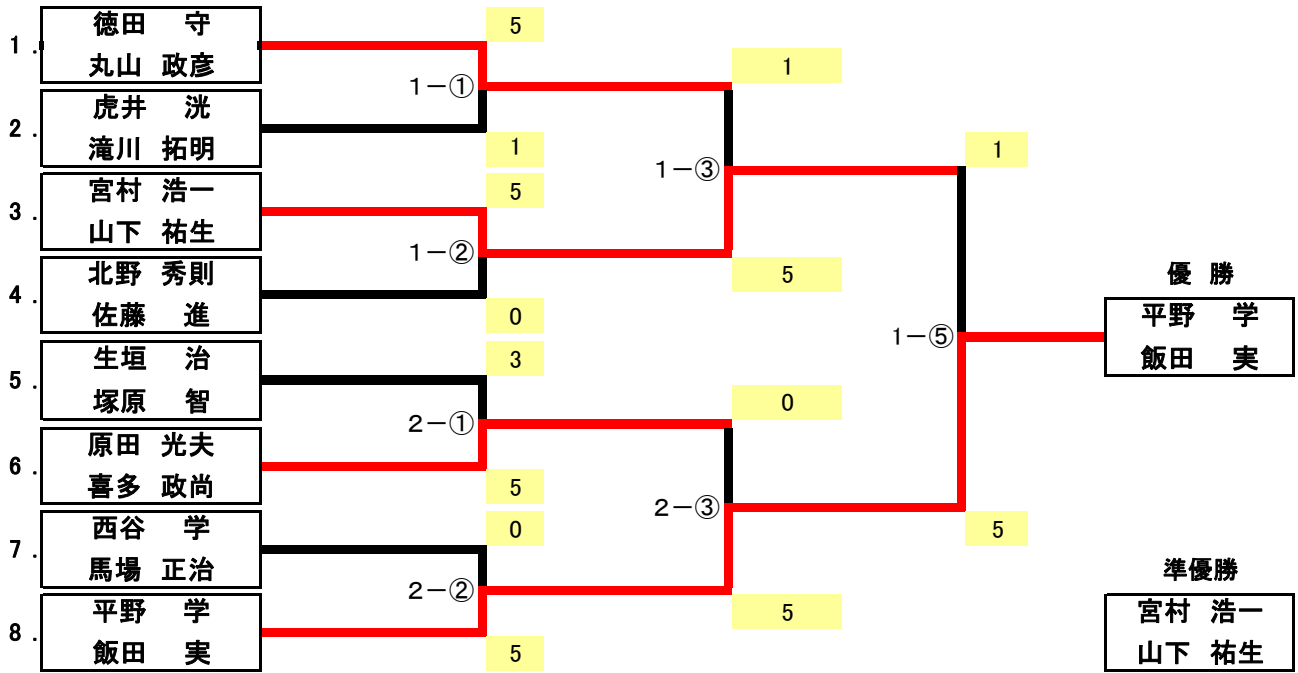 徳田 守
1.
丸山 政彦
5
1－①
1
虎井 洸
2.
滝川 拓明
1
1－③
1
宮村 浩一
5
3.
山下 祐生
1－②
5
北野 秀則
4.
佐藤 進
0
優 勝
平野 学
1－⑤
飯田 実
生垣 治
3
5.
塚原 智
0
2－①
原田 光夫
6.
喜多 政尚
5
2－③
5
西谷 学
0
7.
馬場 正治
準優勝
2－②
宮村 浩一
山下 祐生
平野 学
5
8.
飯田 実
5